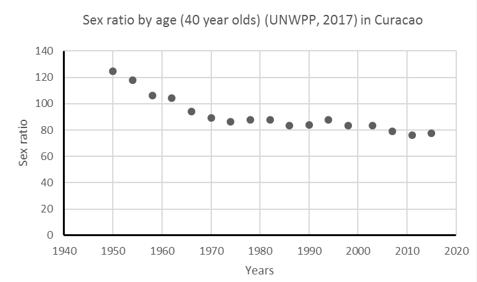 Sex ratio by age (40 year olds) (UNWPP, 2017) in Curacao
140
120
100
80
60
40
20
0
Sex ratio
1940 1950 1960 1970 1980 1990 2000 2010 2020
Years